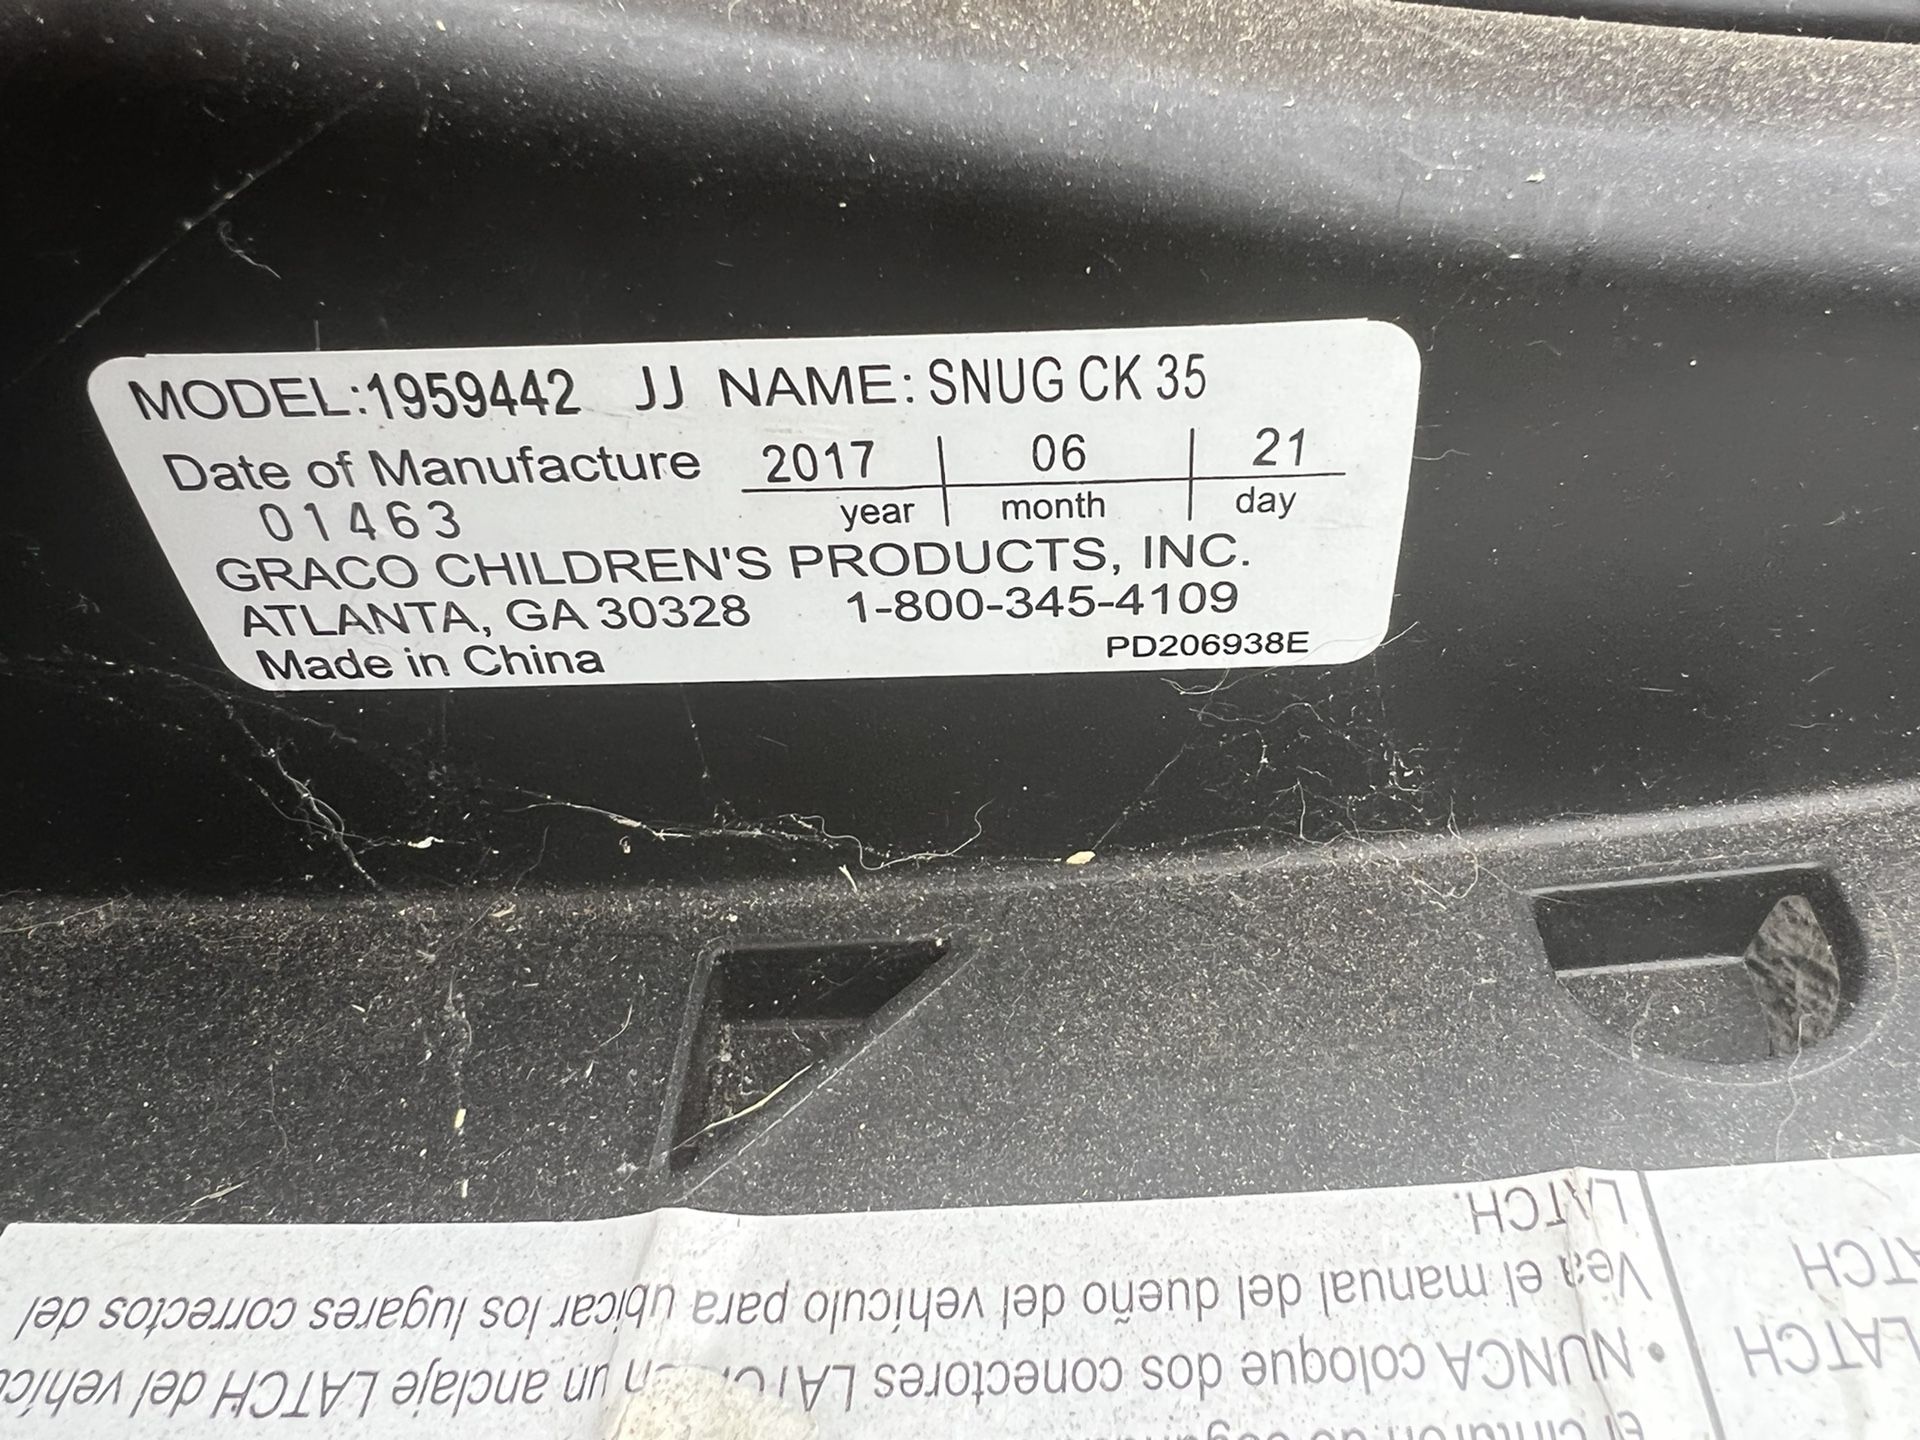 MODEL:1959442 JJ NAME: SNUG CK 35
Date of Manufacture 2017 06 21
01463 year month day
GRACO CHILDREN'S PRODUCTS, INC.
ATLANTA, GA 30328 1-800-345-4109
Made in China PD206938E
• NUNCA coloque dos conectores LATCH en un anclaje LATCH del
Vea el manual del dueño del vehículo para ubicar los lugares correctos del
LATCH.
LATCH